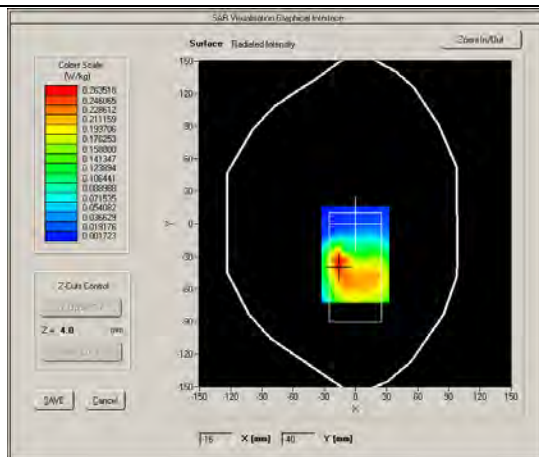 SAR Visualisation Graphical Interface
Surface Radiated Intensity
Zoom In/Out
Colors Scale
(W/kg)
0.263518
0.246065
0.228612
0.211159
0.193706
0.176253
0.158800
0.141347
0.123894
0.106441
0.088988
0.071535
0.054082
0.036629
0.019176
0.001723
150
120
90
60
30
0
30
60
90
120
150
Y
-150 -120 -90 -60 -30 0 30 60 90 120 150
X
Z-Cuts Control
Z = 4.0 mm
SAVE Cancel
-16 X (mm) -40 Y (mm)